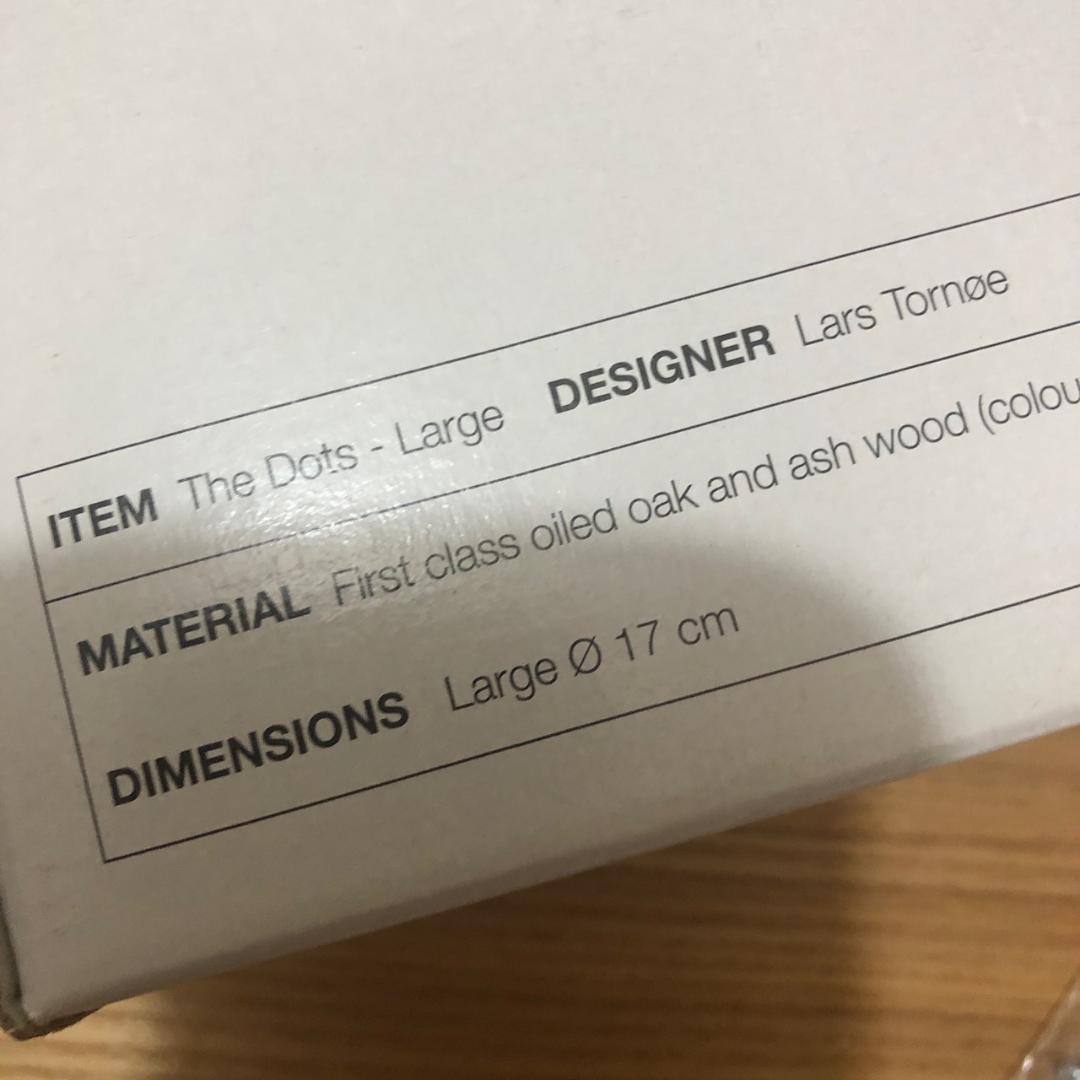 ITEM The Dots - Large DESIGNER Lars Tornøe
MATERIAL First class oiled oak and ash wood (colou
DIMENSIONS Large Ø 17 cm